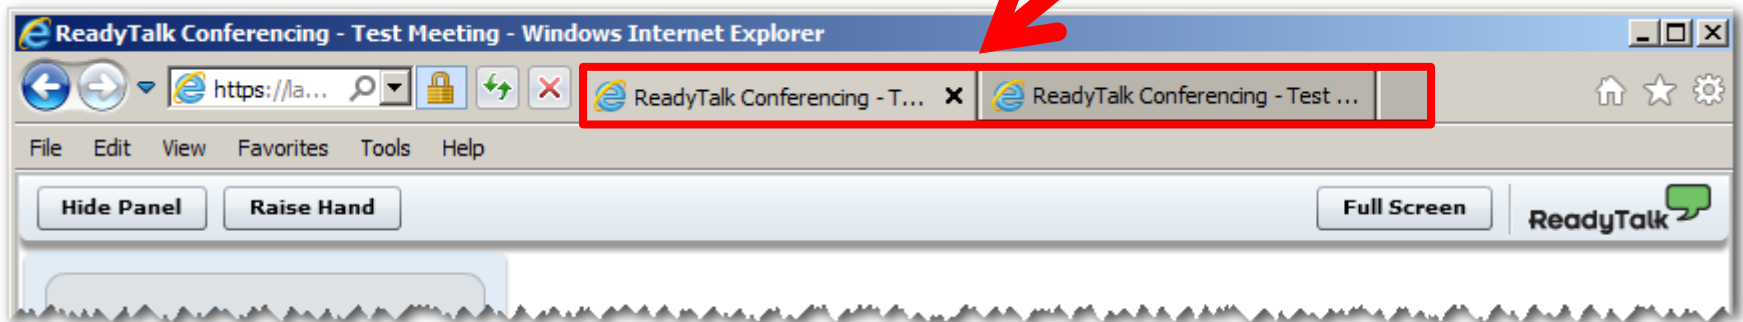 ReadyTalk Conferencing - Test Meeting - Windows Internet Explorer
https://la... ReadyTalk Conferencing - T... ReadyTalk Conferencing - Test ...
File Edit View Favorites Tools Help
Hide Panel Raise Hand Full Screen ReadyTalk